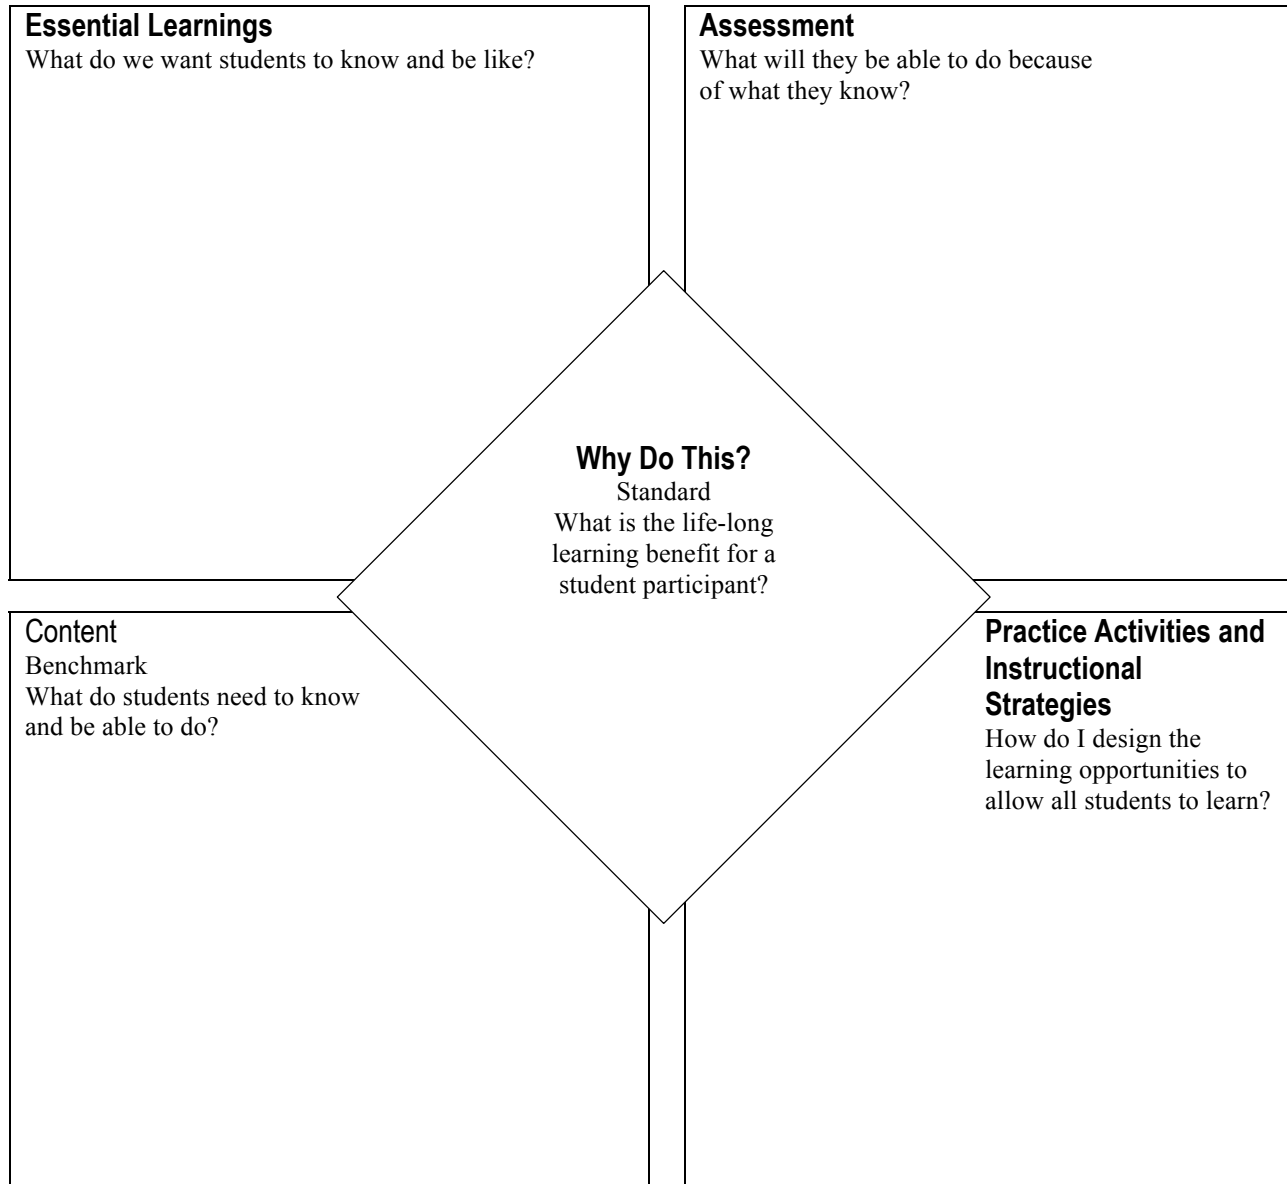 Essential Learnings
What do we want students to know and be like?
Assessment
What will they be able to do because
of what they know?
Why Do This?
Standard
What is the life-long
learning benefit for a
student participant?
Content
Benchmark
What do students need to know
and be able to do?
Practice Activities and
Instructional
Strategies
How do I design the
learning opportunities to
allow all students to learn?